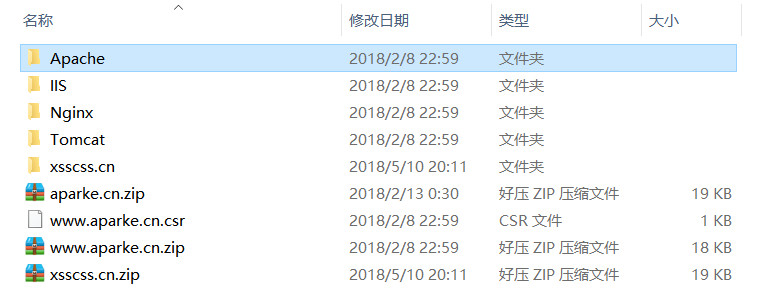 名称 修改日期 类型 大小
Apache 2018/2/8 22:59 文件夹
IIS 2018/2/8 22:59 文件夹
Nginx 2018/2/8 22:59 文件夹
Tomcat 2018/2/8 22:59 文件夹
xsscss.cn 2018/5/10 20:11 文件夹
aparke.cn.zip 2018/2/13 0:30 好压 ZIP 压缩文件 19 KB
www.aparke.cn.csr 2018/2/8 22:59 CSR 文件 1 KB
www.aparke.cn.zip 2018/2/8 22:59 好压 ZIP 压缩文件 18 KB
xsscss.cn.zip 2018/5/10 20:11 好压 ZIP 压缩文件 19 KB